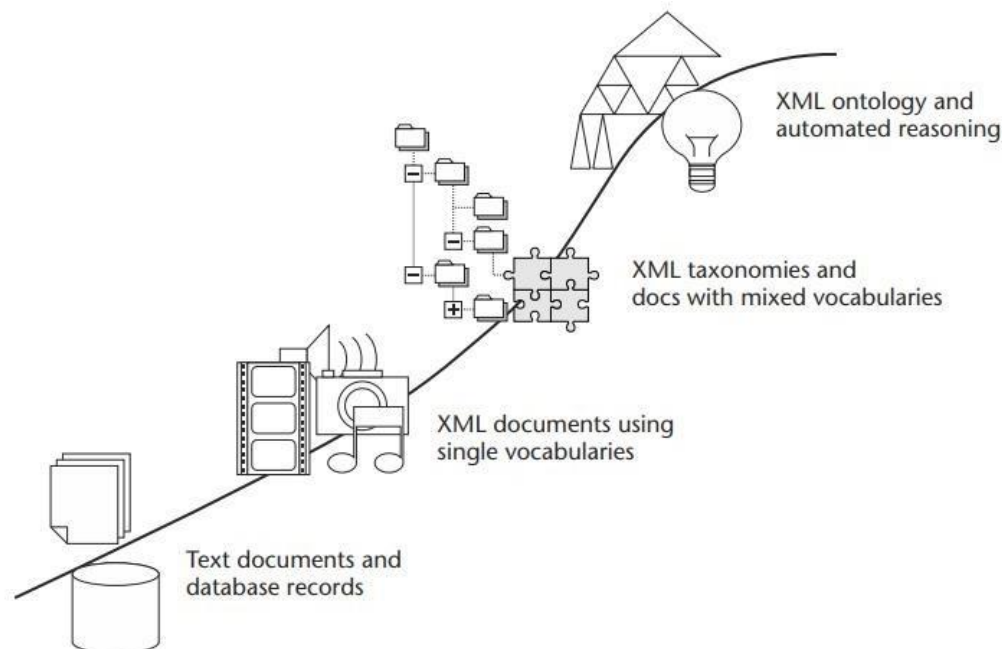 XML ontology and
automated reasoning
XML taxonomies and
docs with mixed vocabularies
XML documents using
single vocabularies
Text documents and
database records